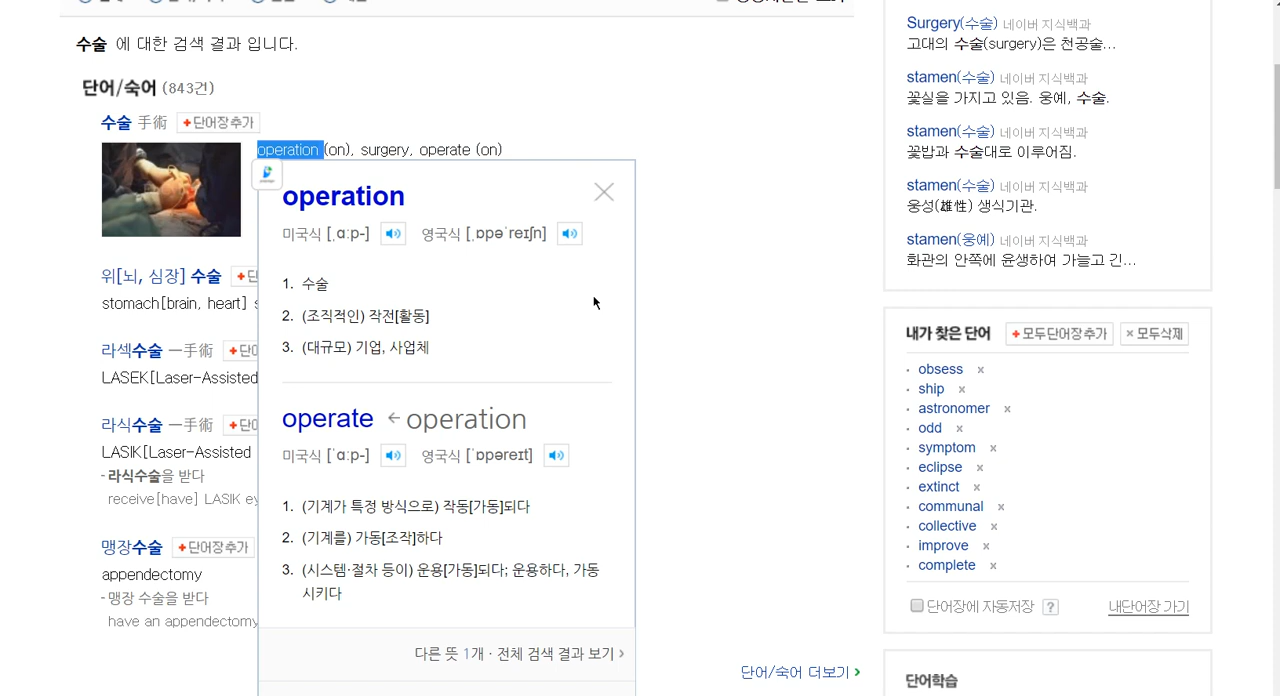 수술 에 대한 검색 결과 입니다.
단어/숙어 (843건)
수술 手術 +단어장추가
operation (on), surgery, operate (on)
operation
미국식 [ˌɑːp-] 영국식 [ˌɒpəˈreɪʃn]
1. 수술
2. (조직적인) 작전[활동]
3. (대규모) 기업, 사업체
operate ← operation
미국식 [ˈɑːp-] 영국식 [ˈɒpəreɪt]
1. (기계가 특정 방식으로) 작동[가동]되다
2. (기계를) 가동[조작]하다
3. (시스템·절차 등이) 운용[가동]되다; 운용하다, 가동
시키다
다른 뜻 1개 · 전체 검색 결과 보기 ›
위[뇌, 심장] 수술 +단
stomach[brain, heart] s
라섹수술 —手術 +단어
LASEK[Laser-Assisted
라식수술 —手術 +단어
LASIK[Laser-Assisted
-라식수술을 받다
receive[have] LASIK ey
맹장수술 +단어장추가
appendectomy
-맹장 수술을 받다
have an appendectomy
단어/숙어 더보기 ›
Surgery(수술) 네이버 지식백과
고대의 수술(surgery)은 천공술...
stamen(수술) 네이버 지식백과
꽃실을 가지고 있음. 웅예, 수술.
stamen(수술) 네이버 지식백과
꽃밥과 수술대로 이루어짐.
stamen(수술) 네이버 지식백과
웅성(雄性) 생식기관.
stamen(웅예) 네이버 지식백과
화관의 안쪽에 윤생하여 가늘고 긴...
내가 찾은 단어 +모두단어장추가 ×모두삭제
· obsess ×
· ship ×
· astronomer ×
· odd ×
· symptom ×
· eclipse ×
· extinct ×
· communal ×
· collective ×
· improve ×
· complete ×
단어장에 자동저장 ? 내단어장 가기
단어학습